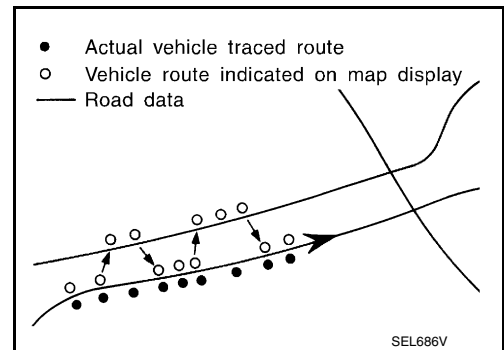 Actual vehicle traced route
Vehicle route indicated on map display
Road data
SEL686V